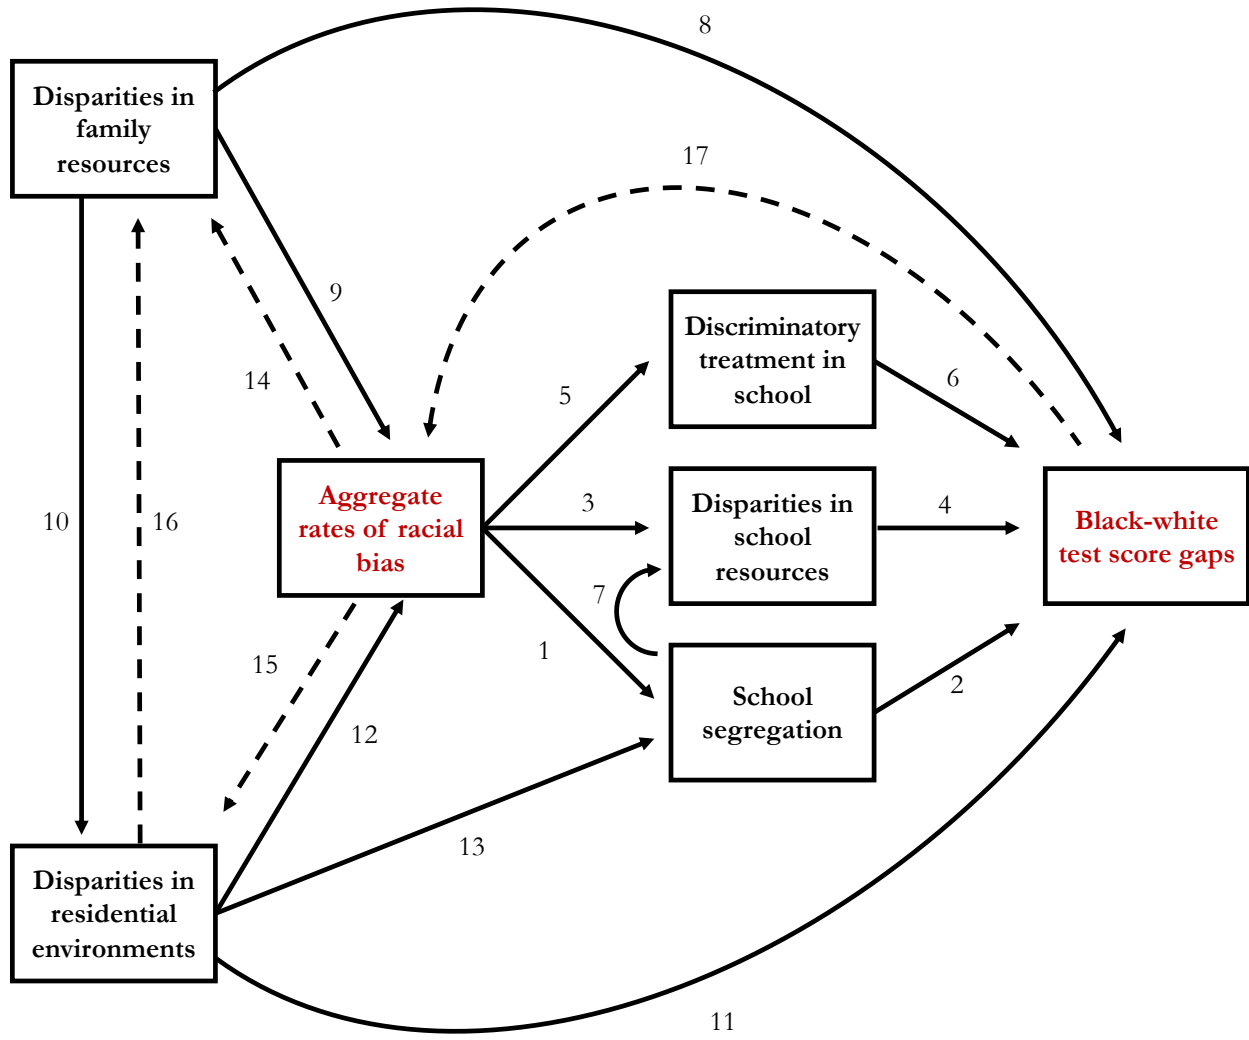 8
Disparities in
family
resources
17
9
14
Discriminatory
treatment in
school
5
6
Aggregate
rates of racial
bias
10
16
3
Disparities in
school
resources
4
Black-white
test score gaps
7
1
15
School
segregation
2
12
13
Disparities in
residential
environments
11